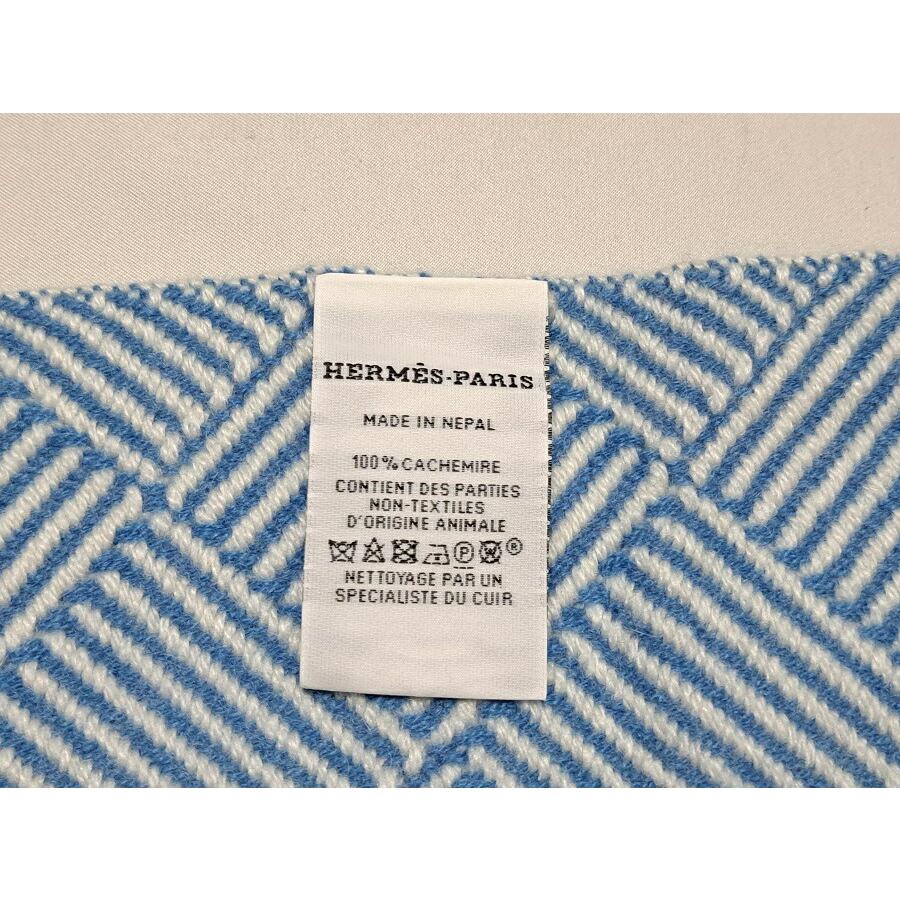 HERMÈS-PARIS
MADE IN NEPAL
100% CACHEMIRE
CONTIENT DES PARTIES
NON-TEXTILES
D'ORIGINE ANIMALE
P W ®
NETTOYAGE PAR UN
SPECIALISTE DU CUIR